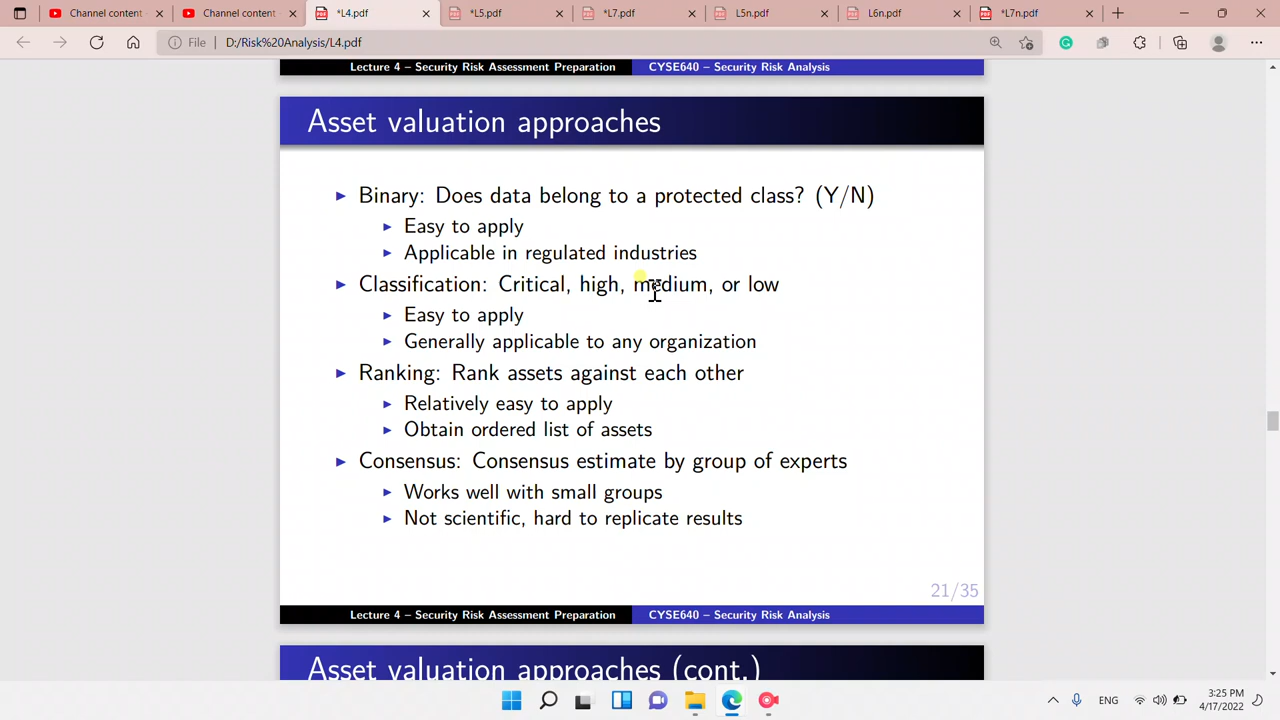 Channel content
Channel content
*L4.pdf
*L5.pdf
*L7.pdf
L5n.pdf
L6n.pdf
*L7n.pdf
File D:/Risk%20Analysis/L4.pdf
Lecture 4 – Security Risk Assessment Preparation CYSE640 – Security Risk Analysis
Asset valuation approaches
Binary: Does data belong to a protected class? (Y/N)
Easy to apply
Applicable in regulated industries
Classification: Critical, high, medium, or low
Easy to apply
Generally applicable to any organization
Ranking: Rank assets against each other
Relatively easy to apply
Obtain ordered list of assets
Consensus: Consensus estimate by group of experts
Works well with small groups
Not scientific, hard to replicate results
21/35
Lecture 4 – Security Risk Assessment Preparation CYSE640 – Security Risk Analysis
Asset valuation approaches (cont.)
ENG
3:25 PM
4/17/2022